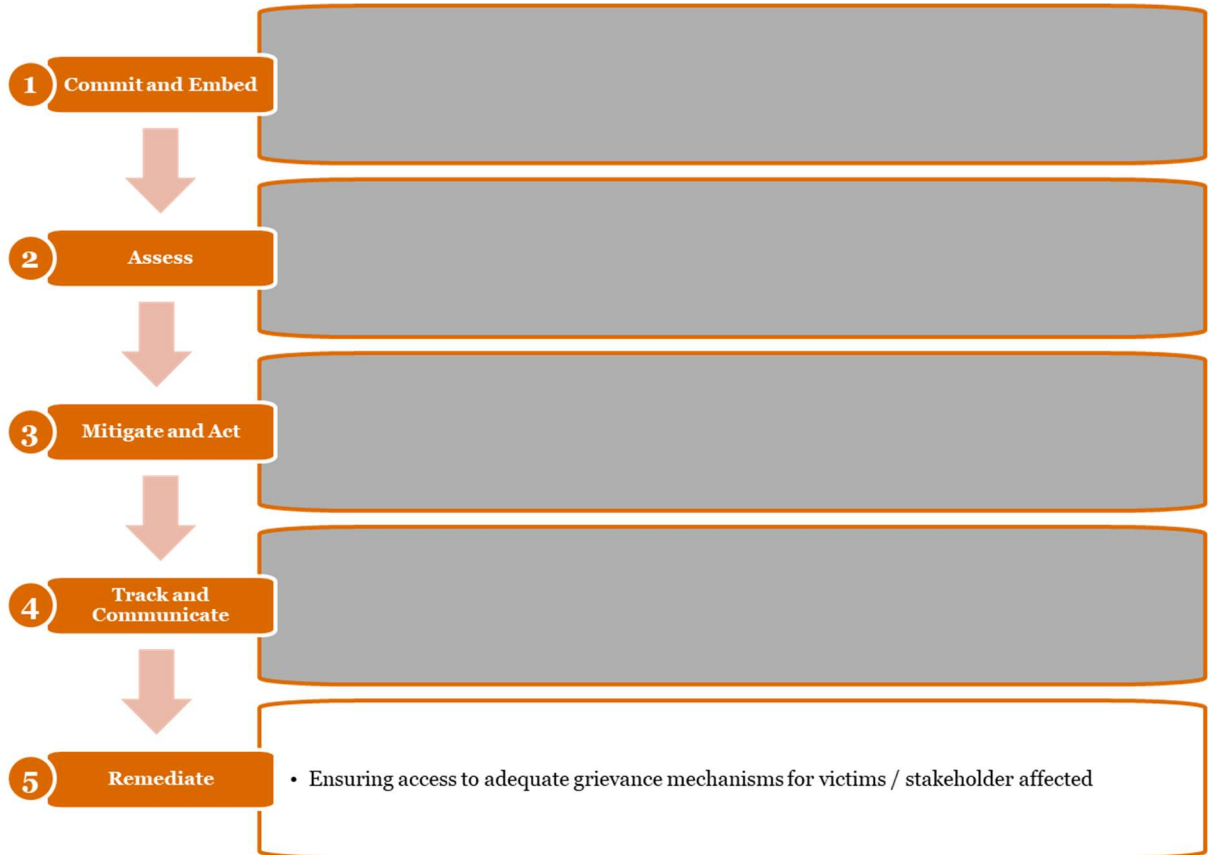 1 Commit and Embed
2 Assess
3 Mitigate and Act
4 Track and
Communicate
5 Remediate
• Ensuring access to adequate grievance mechanisms for victims / stakeholder affected